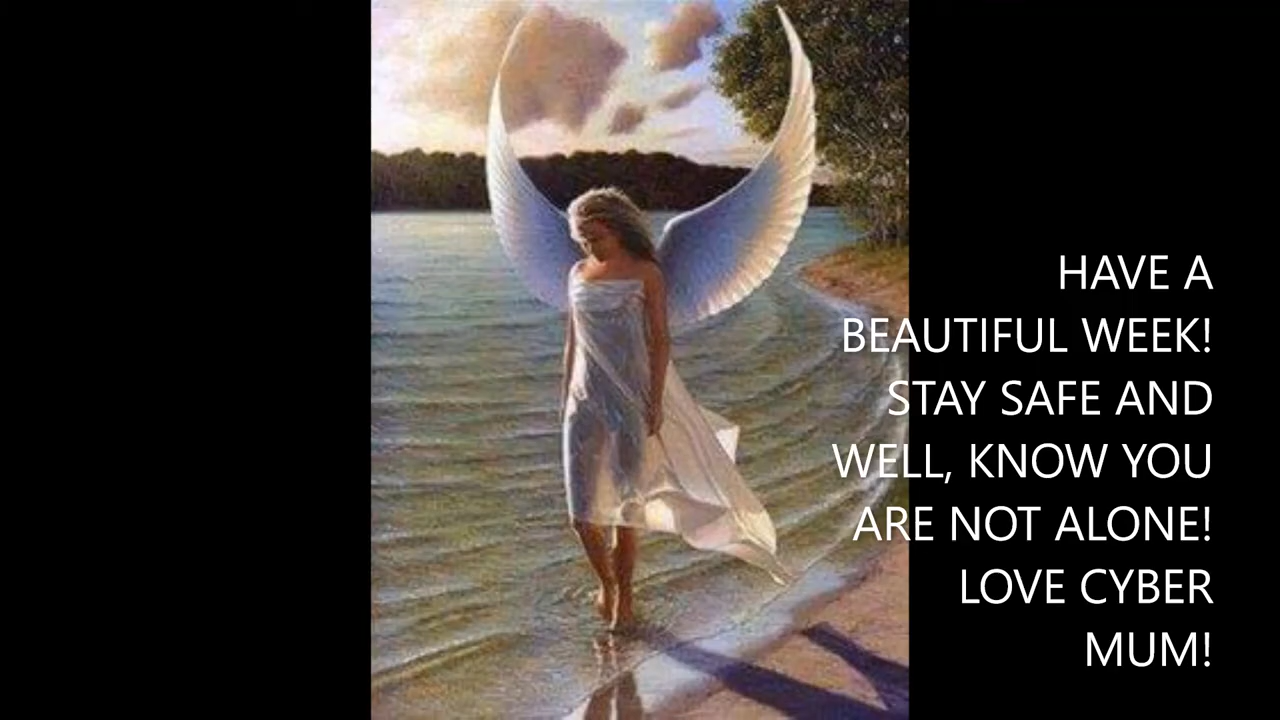 HAVE A
BEAUTIFUL WEEK!
STAY SAFE AND
WELL, KNOW YOU
ARE NOT ALONE!
LOVE CYBER
MUM!